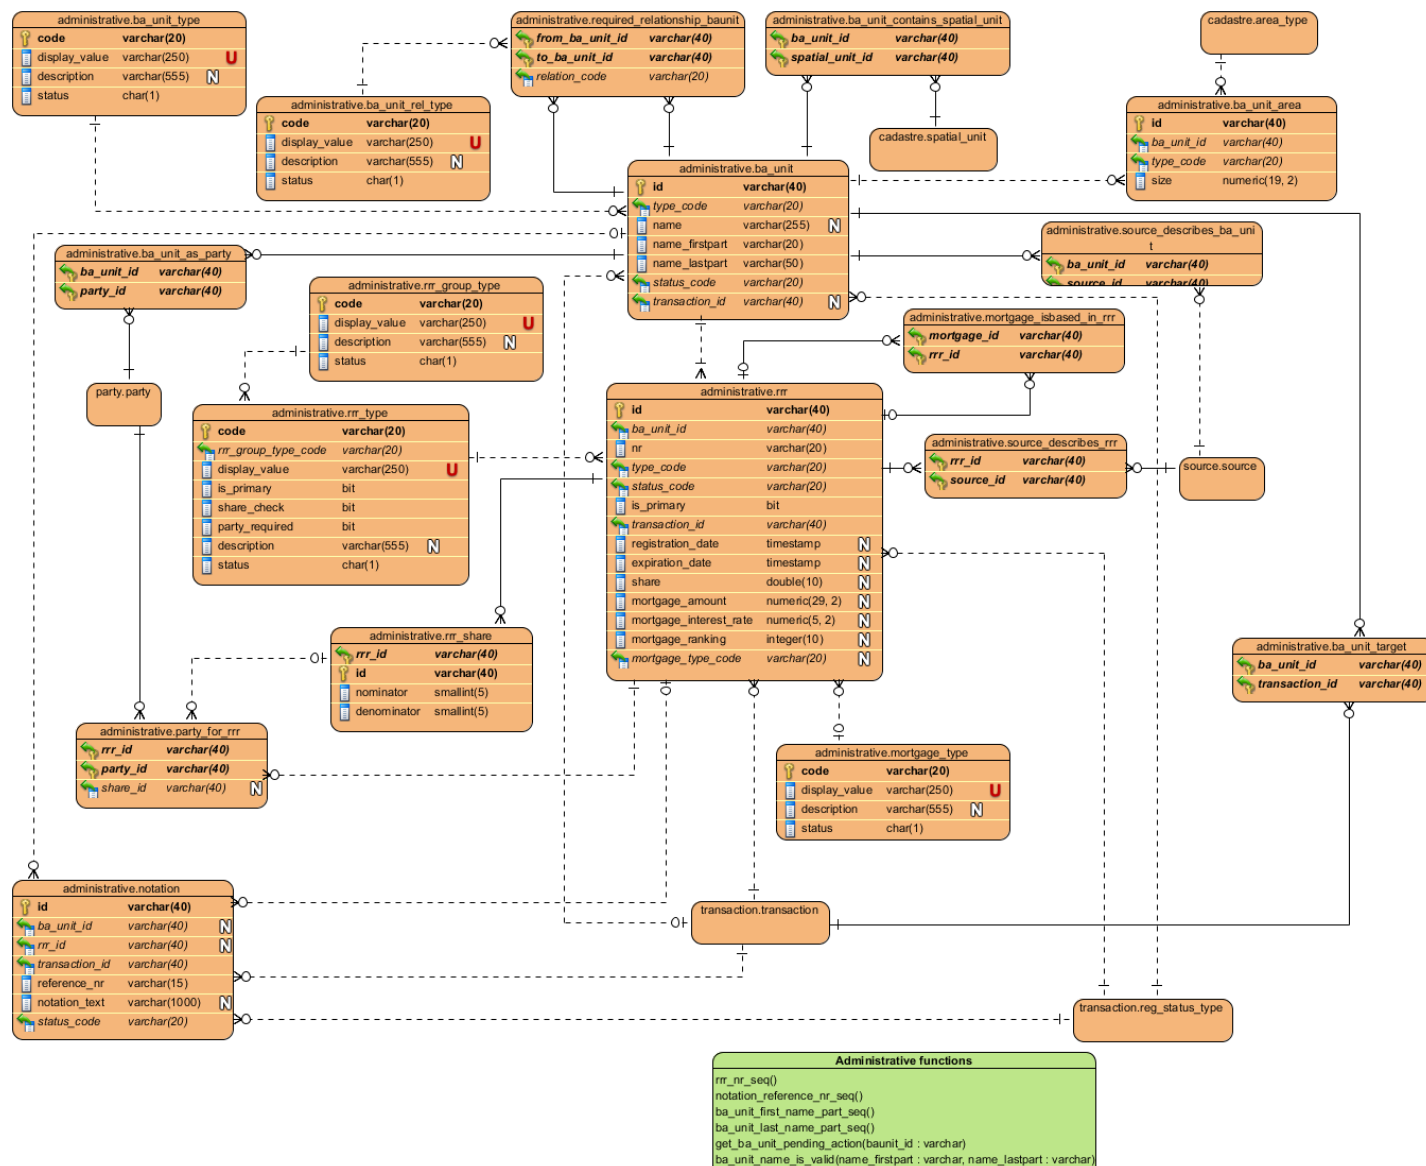 administrative.ba_unit_type
code varchar(20)
display_value varchar(250) U
description varchar(555) N
status char(1)
administrative.required_relationship_baunit
from_ba_unit_id varchar(40)
to_ba_unit_id varchar(40)
relation_code varchar(20)
administrative.ba_unit_contains_spatial_unit
ba_unit_id varchar(40)
spatial_unit_id varchar(40)
cadastre.area_type
administrative.ba_unit_rel_type
code varchar(20)
display_value varchar(250) U
description varchar(555) N
status char(1)
cadastre.spatial_unit
administrative.ba_unit_area
id varchar(40)
ba_unit_id varchar(40)
type_code varchar(20)
size numeric(19, 2)
administrative.ba_unit
id varchar(40)
type_code varchar(20)
name varchar(255) N
name_firstpart varchar(20)
name_lastpart varchar(50)
status_code varchar(20)
transaction_id varchar(40) N
administrative.ba_unit_as_party
ba_unit_id varchar(40)
party_id varchar(40)
administrative.source_describes_ba_uni
t
ba_unit_id varchar(40)
source_id varchar(40)
administrative.rrr_group_type
code varchar(20)
display_value varchar(250) U
description varchar(555) N
status char(1)
administrative.mortgage_isbased_in_rrr
mortgage_id varchar(40)
rrr_id varchar(40)
party.party
administrative.rrr_type
code varchar(20)
rrr_group_type_code varchar(20)
display_value varchar(250) U
is_primary bit
share_check bit
party_required bit
description varchar(555) N
status char(1)
administrative.rrr
id varchar(40)
ba_unit_id varchar(40)
nr varchar(20)
type_code varchar(20)
status_code varchar(20)
is_primary bit
transaction_id varchar(40)
registration_date timestamp N
expiration_date timestamp N
share double(10) N
mortgage_amount numeric(29, 2) N
mortgage_interest_rate numeric(5, 2) N
mortgage_ranking integer(10) N
mortgage_type_code varchar(20) N
administrative.source_describes_rrr
rrr_id varchar(40)
source_id varchar(40)
source.source
administrative.rrr_share
rrr_id varchar(40)
id varchar(40)
nominator smallint(5)
denominator smallint(5)
administrative.ba_unit_target
ba_unit_id varchar(40)
transaction_id varchar(40)
administrative.party_for_rrr
rrr_id varchar(40)
party_id varchar(40)
share_id varchar(40) N
administrative.mortgage_type
code varchar(20)
display_value varchar(250) U
description varchar(555) N
status char(1)
administrative.notation
id varchar(40)
ba_unit_id varchar(40) N
rrr_id varchar(40) N
transaction_id varchar(40)
reference_nr varchar(15)
notation_text varchar(1000) N
status_code varchar(20)
transaction.transaction
transaction.reg_status_type
Administrative functions
rrr_nr_seq()
notation_reference_nr_seq()
ba_unit_first_name_part_seq()
ba_unit_last_name_part_seq()
get_ba_unit_pending_action(baunit_id : varchar)
ba_unit_name_is_valid(name_firstpart : varchar, name_lastpart : varchar)